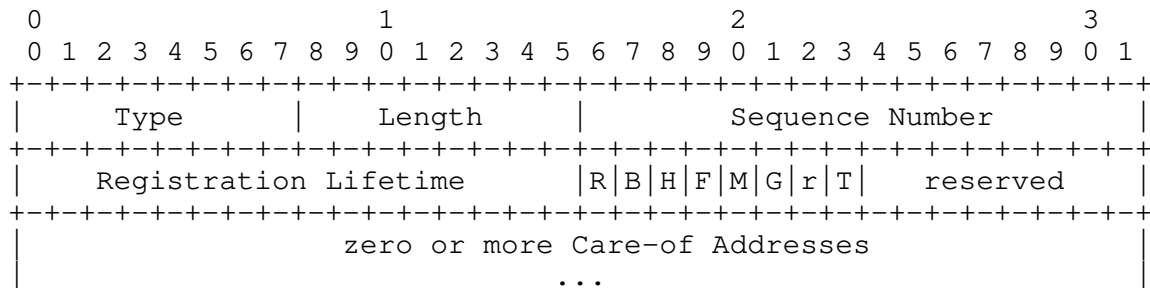 0                   1                   2                   3
 0 1 2 3 4 5 6 7 8 9 0 1 2 3 4 5 6 7 8 9 0 1 2 3 4 5 6 7 8 9 0 1
+-+-+-+-+-+-+-+-+-+-+-+-+-+-+-+-+-+-+-+-+-+-+-+-+-+-+-+-+-+-+-+-+
|     Type      |    Length     |        Sequence Number        |
+-+-+-+-+-+-+-+-+-+-+-+-+-+-+-+-+-+-+-+-+-+-+-+-+-+-+-+-+-+-+-+-+
|    Registration Lifetime      |R|B|H|F|M|G|r|T|   reserved    |
+-+-+-+-+-+-+-+-+-+-+-+-+-+-+-+-+-+-+-+-+-+-+-+-+-+-+-+-+-+-+-+-+
|                  zero or more Care-of Addresses               |
|                              ...                              |